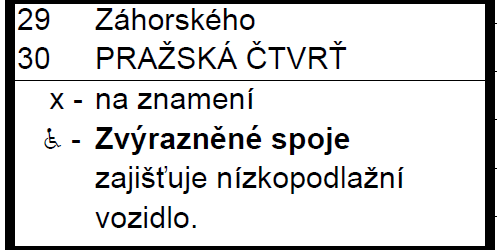 29 Záhorského
30 PRAŽSKÁ ČTVRŤ
x - na znamení
♿ - Zvýrazněné spoje
zajišťuje nízkopodlažní
vozidlo.